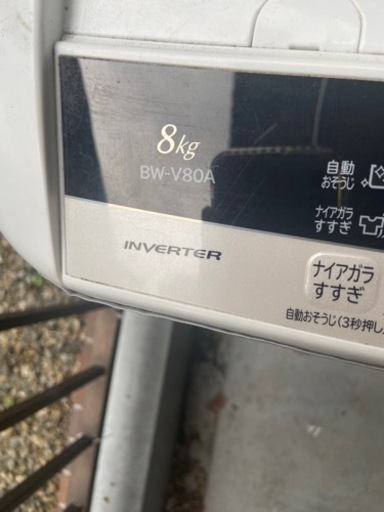 8kg
BW-V80A
自動
おそうじ
ナイアガラ
すすぎ
INVERTER
ナイアガラ
すすぎ
自動おそうじ(3秒押し